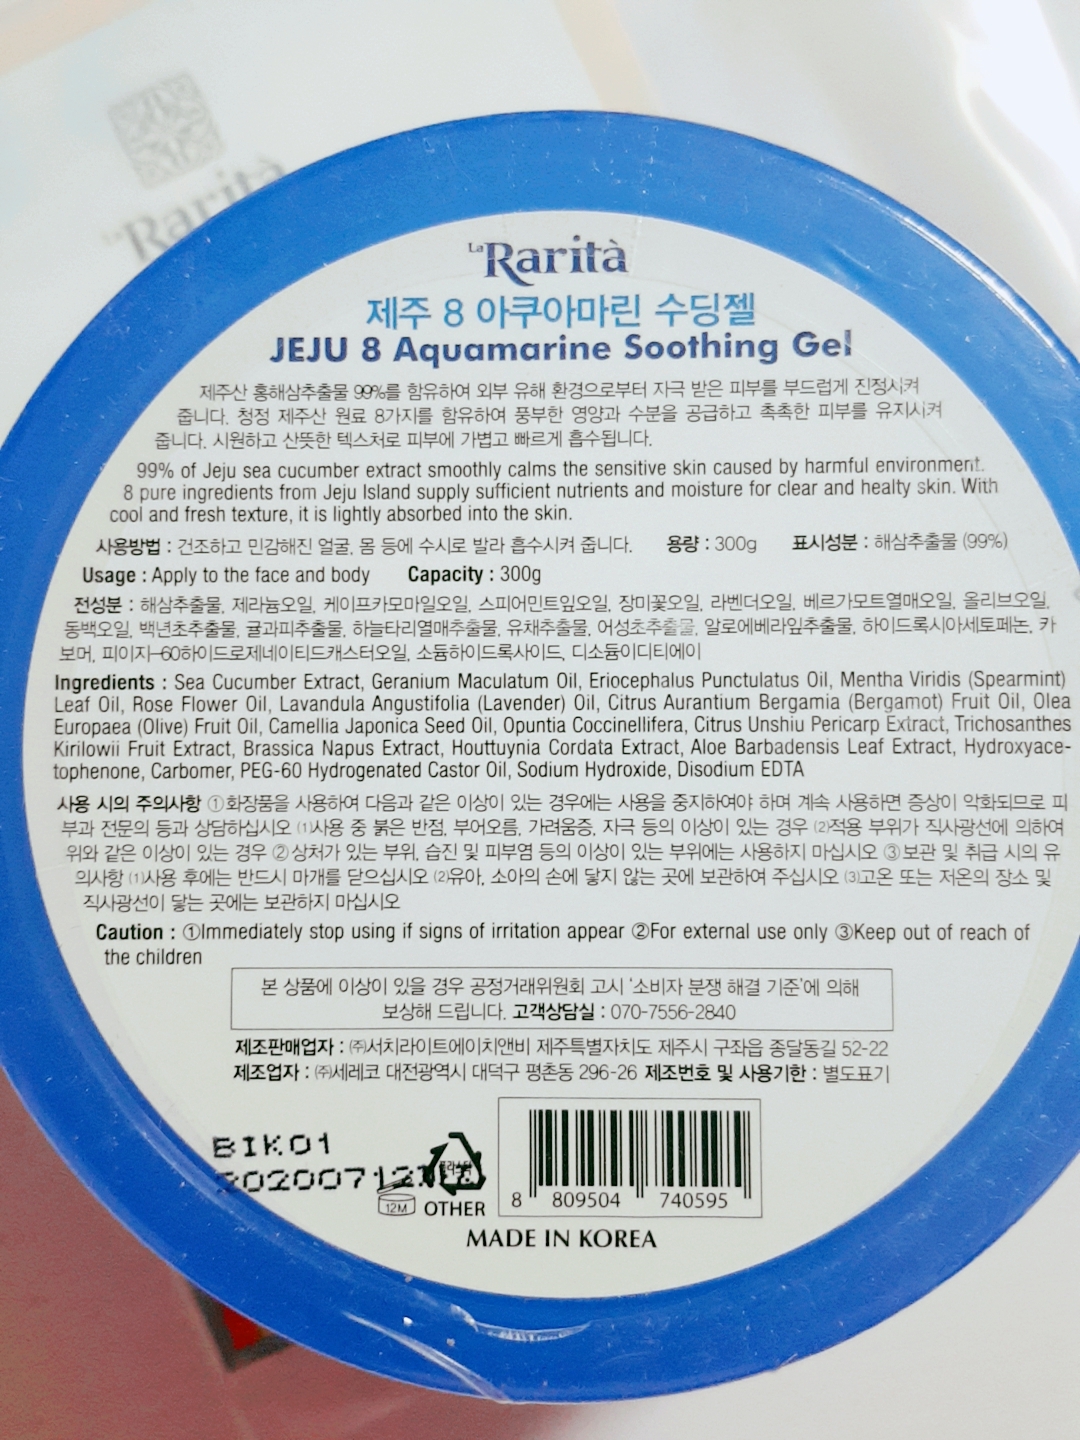 La Rarità
La Rarità
제주 8 아쿠아마린 수딩젤
JEJU 8 Aquamarine Soothing Gel
제주산 홍해삼추출물 99%를 함유하여 외부 유해 환경으로부터 자극 받은 피부를 부드럽게 진정시켜
줍니다. 청정 제주산 원료 8가지를 함유하여 풍부한 영양과 수분을 공급하고 촉촉한 피부를 유지시켜
줍니다. 시원하고 산뜻한 텍스처로 피부에 가볍고 빠르게 흡수됩니다.
99% of Jeju sea cucumber extract smoothly calms the sensitive skin caused by harmful environment.
8 pure ingredients from Jeju Island supply sufficient nutrients and moisture for clear and healty skin. With
cool and fresh texture, it is lightly absorbed into the skin.
사용방법 : 건조하고 민감해진 얼굴, 몸 등에 수시로 발라 흡수시켜 줍니다. 용량 : 300g 표시성분 : 해삼추출물 (99%)
Usage : Apply to the face and body Capacity : 300g
전성분 : 해삼추출물, 제라늄오일, 케이프카모마일오일, 스피어민트잎오일, 장미꽃오일, 라벤더오일, 베르가모트열매오일, 올리브오일,
동백오일, 백년초추출물, 귤과피추출물, 하늘타리열매추출물, 유채추출물, 어성초추출물, 알로에베라잎추출물, 하이드록시아세토페논, 카
보머, 피이지-60하이드로제네이티드캐스터오일, 소듐하이드록사이드, 디소듐이디티에이
Ingredients : Sea Cucumber Extract, Geranium Maculatum Oil, Eriocephalus Punctulatus Oil, Mentha Viridis (Spearmint)
Leaf Oil, Rose Flower Oil, Lavandula Angustifolia (Lavender) Oil, Citrus Aurantium Bergamia (Bergamot) Fruit Oil, Olea
Europaea (Olive) Fruit Oil, Camellia Japonica Seed Oil, Opuntia Coccinellifera, Citrus Unshiu Pericarp Extract, Trichosanthes
Kirilowii Fruit Extract, Brassica Napus Extract, Houttuynia Cordata Extract, Aloe Barbadensis Leaf Extract, Hydroxyace-
tophenone, Carbomer, PEG-60 Hydrogenated Castor Oil, Sodium Hydroxide, Disodium EDTA
사용 시의 주의사항 ①화장품을 사용하여 다음과 같은 이상이 있는 경우에는 사용을 중지하여야 하며 계속 사용하면 증상이 악화되므로 피
부과 전문의 등과 상담하십시오 ⑴사용 중 붉은 반점, 부어오름, 가려움증, 자극 등의 이상이 있는 경우 ⑵적용 부위가 직사광선에 의하여
위와 같은 이상이 있는 경우 ②상처가 있는 부위, 습진 및 피부염 등의 이상이 있는 부위에는 사용하지 마십시오 ③보관 및 취급 시의 유
의사항 ⑴사용 후에는 반드시 마개를 닫으십시오 ⑵유아, 소아의 손에 닿지 않는 곳에 보관하여 주십시오 ⑶고온 또는 저온의 장소 및
직사광선이 닿는 곳에는 보관하지 마십시오
Caution : ①Immediately stop using if signs of irritation appear ②For external use only ③Keep out of reach of
the children
본 상품에 이상이 있을 경우 공정거래위원회 고시 '소비자 분쟁 해결 기준'에 의해
보상해 드립니다. 고객상담실 : 070-7556-2840
제조판매업자 : ㈜서치라이트에이치앤비 제주특별자치도 제주시 구좌읍 종달동길 52-22
제조업자 : ㈜세레코 대전광역시 대덕구 평촌동 296-26 제조번호 및 사용기한 : 별도표기
BIK01
20200712
12M
OTHER
8 809504 740595
MADE IN KOREA